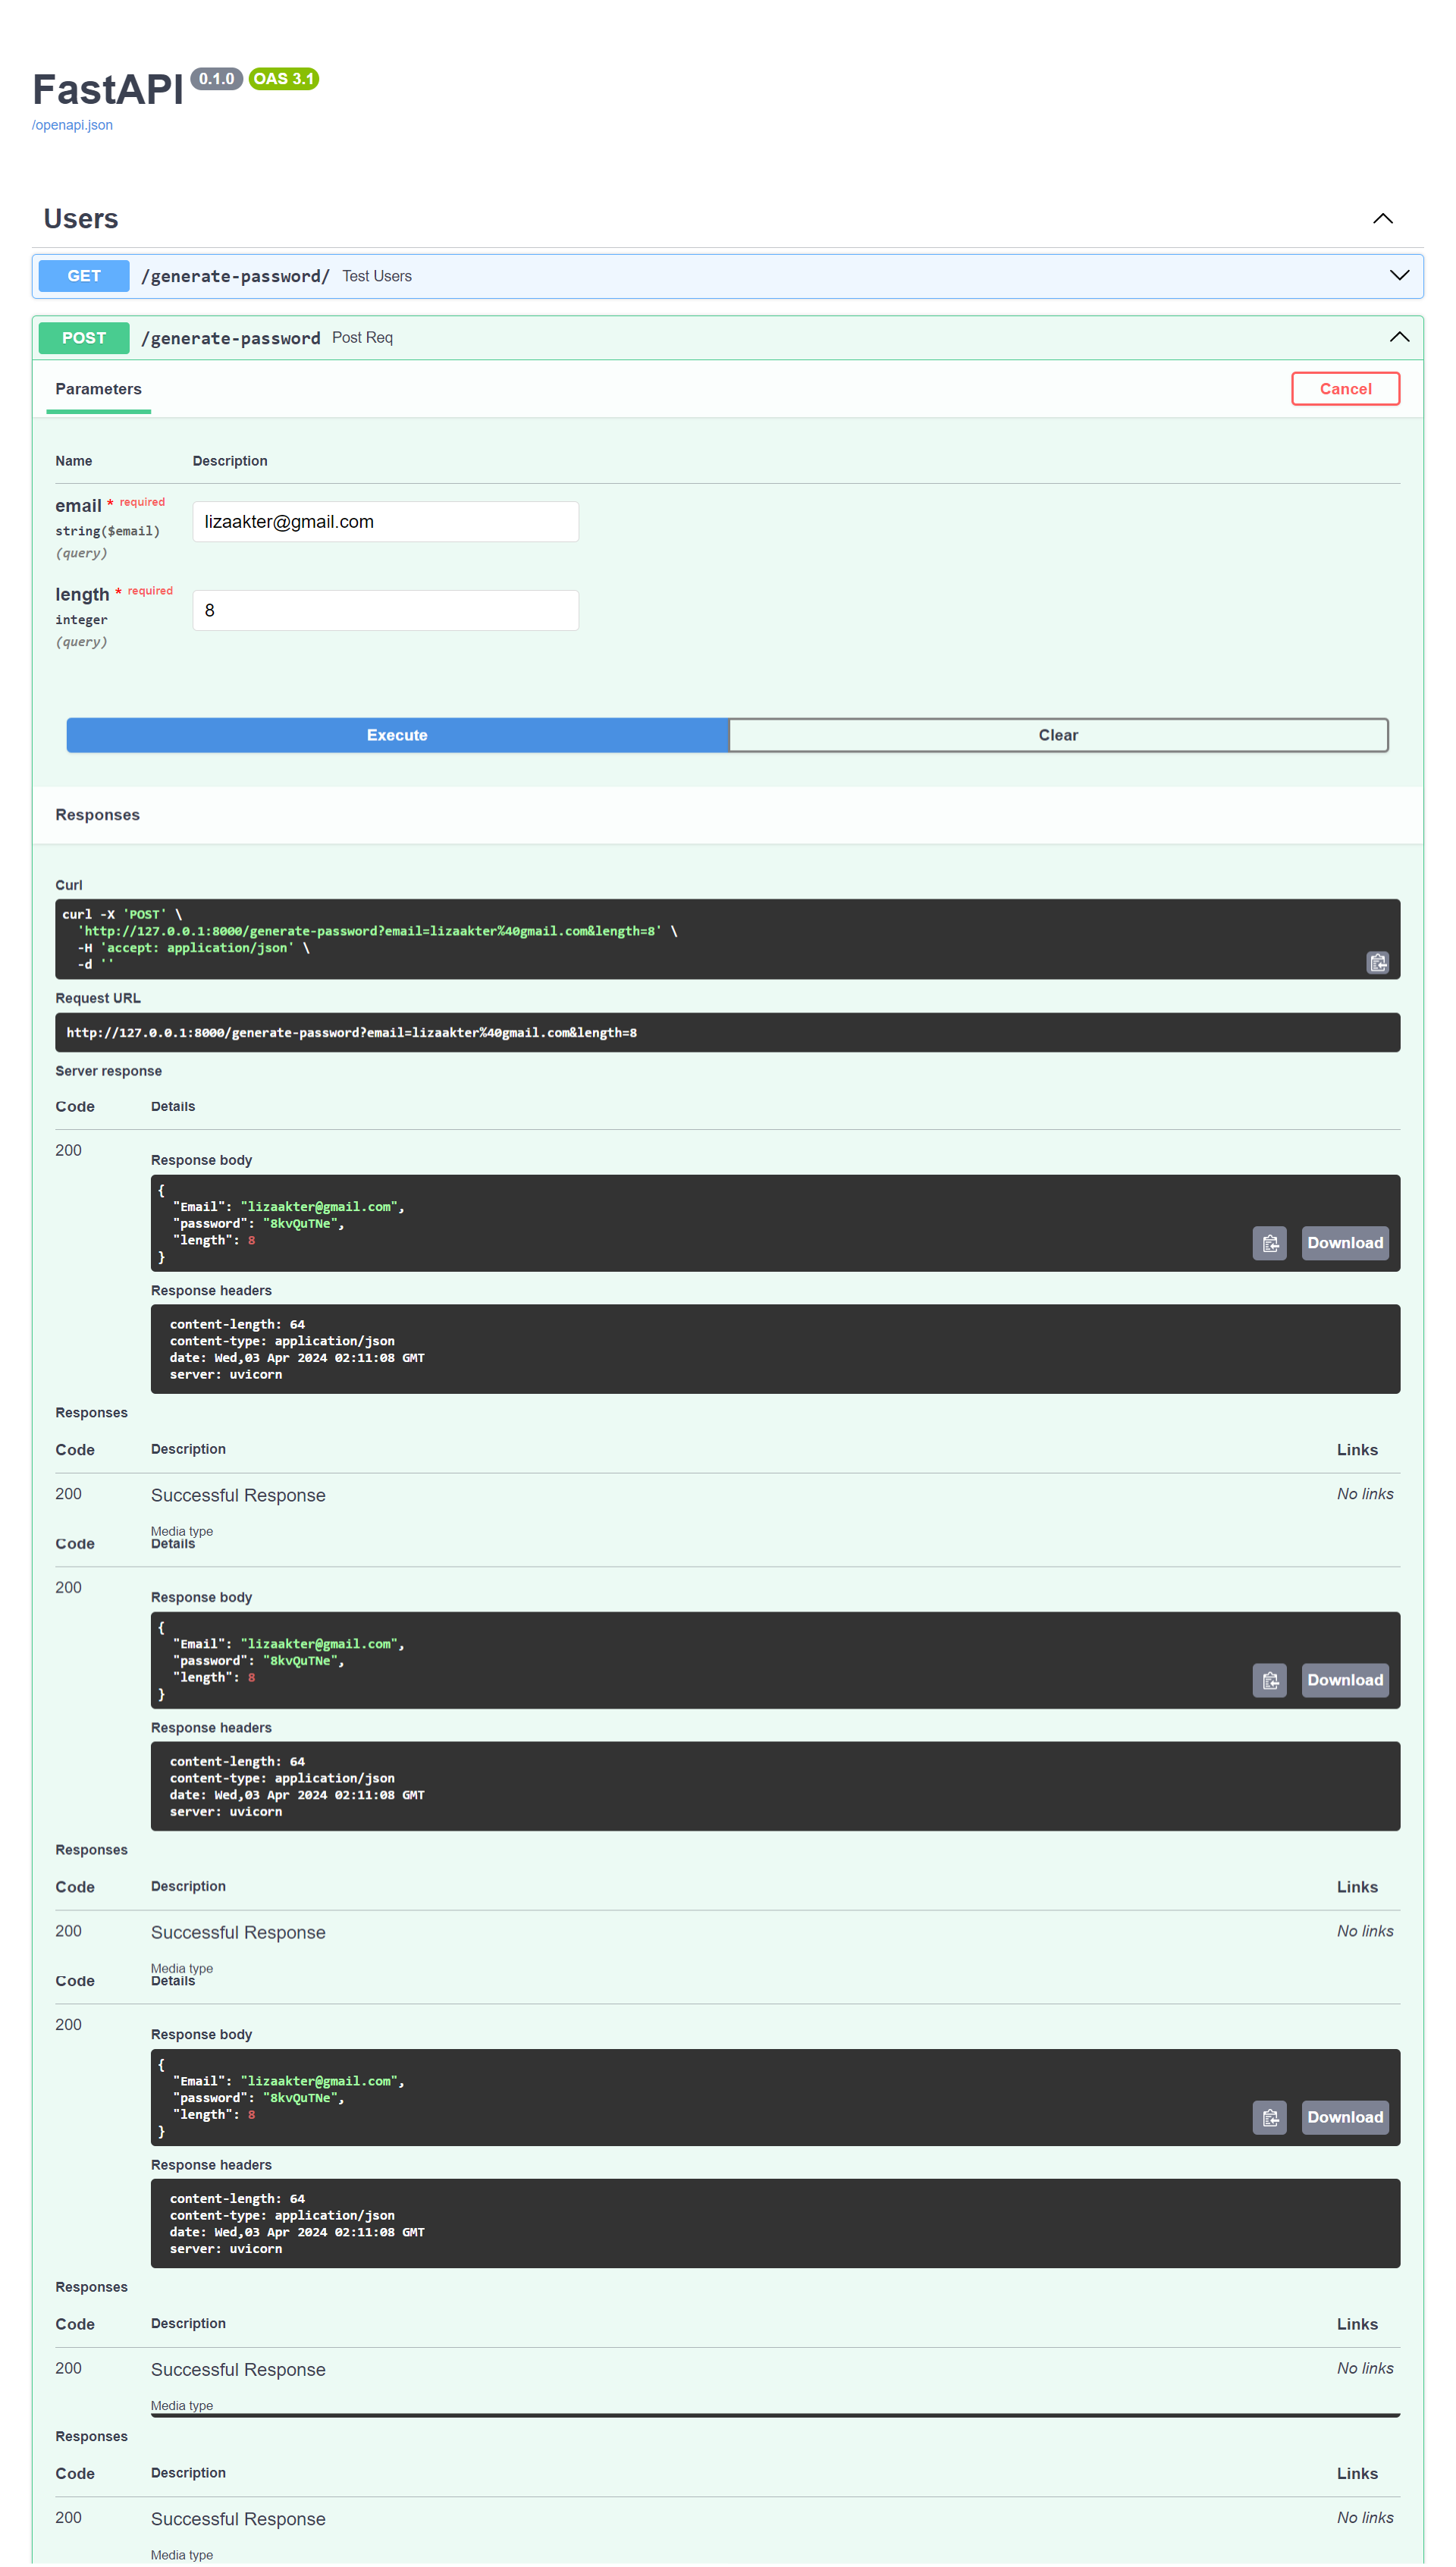 FastAPI 0.1.0 OAS 3.1
/openapi.json
Users
GET /generate-password/ Test Users
POST /generate-password Post Req
Parameters Cancel
Name Description
email * required
string($email)
(query)
lizaakter@gmail.com
length * required
integer
(query)
8
Execute Clear
Responses
Curl
curl -X 'POST' \
'http://127.0.0.1:8000/generate-password?email=lizaakter%40gmail.com&length=8' \
-H 'accept: application/json' \
-d ''
Request URL
http://127.0.0.1:8000/generate-password?email=lizaakter%40gmail.com&length=8
Server response
Code Details
200
Response body
{
"Email": "lizaakter@gmail.com",
"password": "8kvQuTNe",
"length": 8
}
Download
Response headers
content-length: 64
content-type: application/json
date: Wed,03 Apr 2024 02:11:08 GMT
server: uvicorn
Responses
Code Description Links
200 Successful Response No links
Media type
Code Details
200
Response body
{
"Email": "lizaakter@gmail.com",
"password": "8kvQuTNe",
"length": 8
}
Download
Response headers
content-length: 64
content-type: application/json
date: Wed,03 Apr 2024 02:11:08 GMT
server: uvicorn
Responses
Code Description Links
200 Successful Response No links
Media type
Code Details
200
Response body
{
"Email": "lizaakter@gmail.com",
"password": "8kvQuTNe",
"length": 8
}
Download
Response headers
content-length: 64
content-type: application/json
date: Wed,03 Apr 2024 02:11:08 GMT
server: uvicorn
Responses
Code Description Links
200 Successful Response No links
Media type
Responses
Code Description Links
200 Successful Response No links
Media type